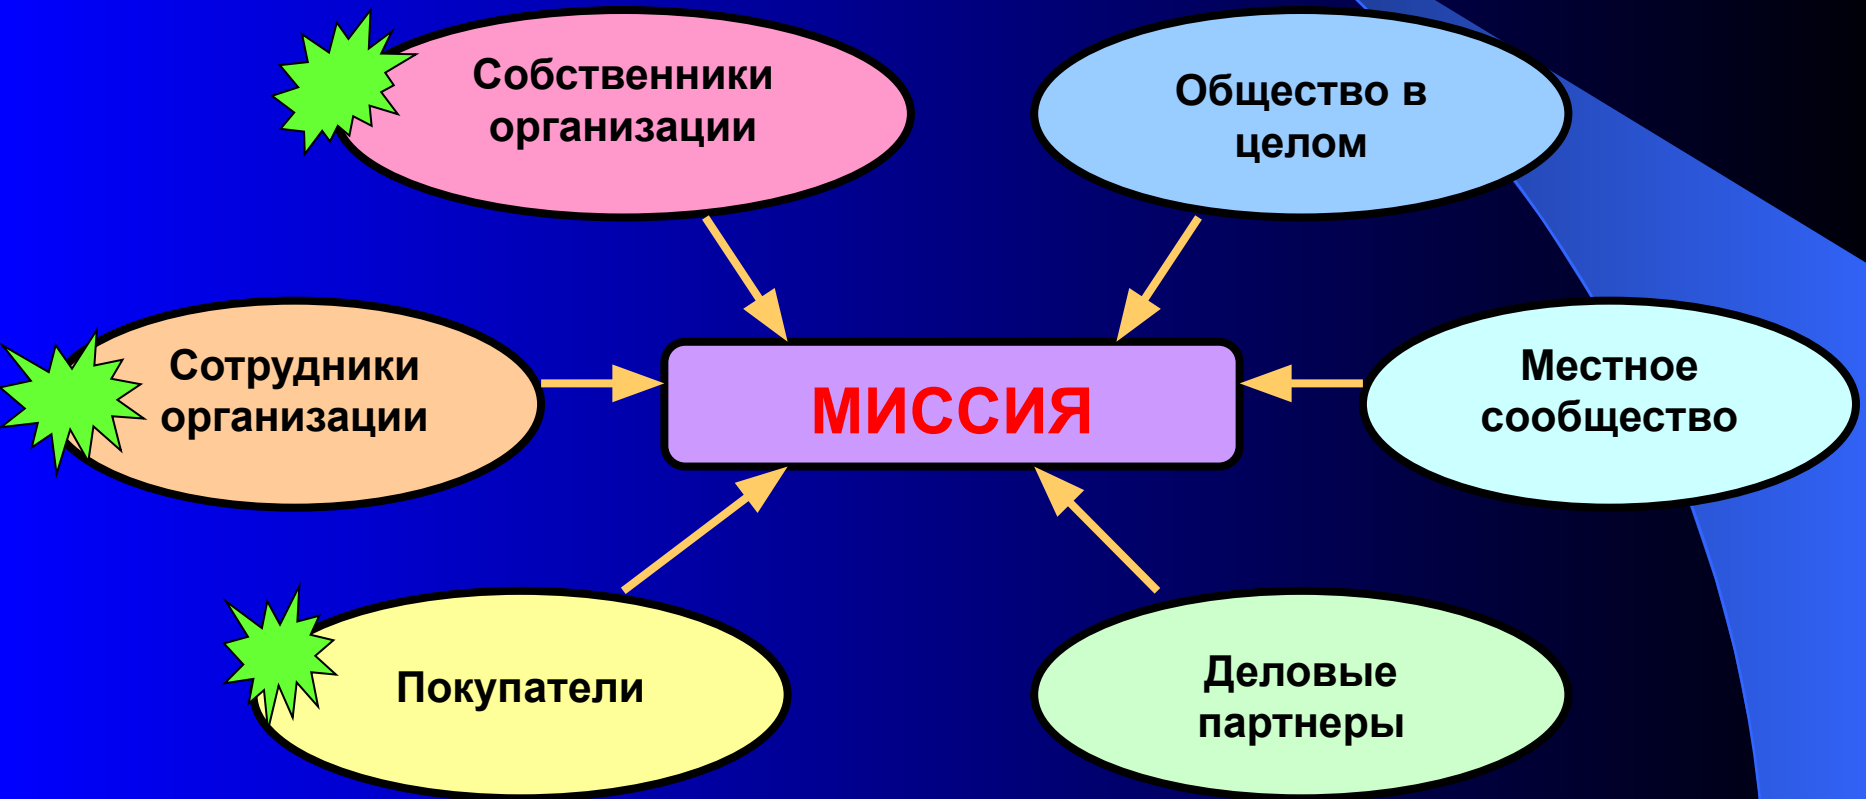 Собственники
организации
Общество в
целом
Сотрудники
организации
МИССИЯ
Местное
сообщество
Покупатели
Деловые
партнеры